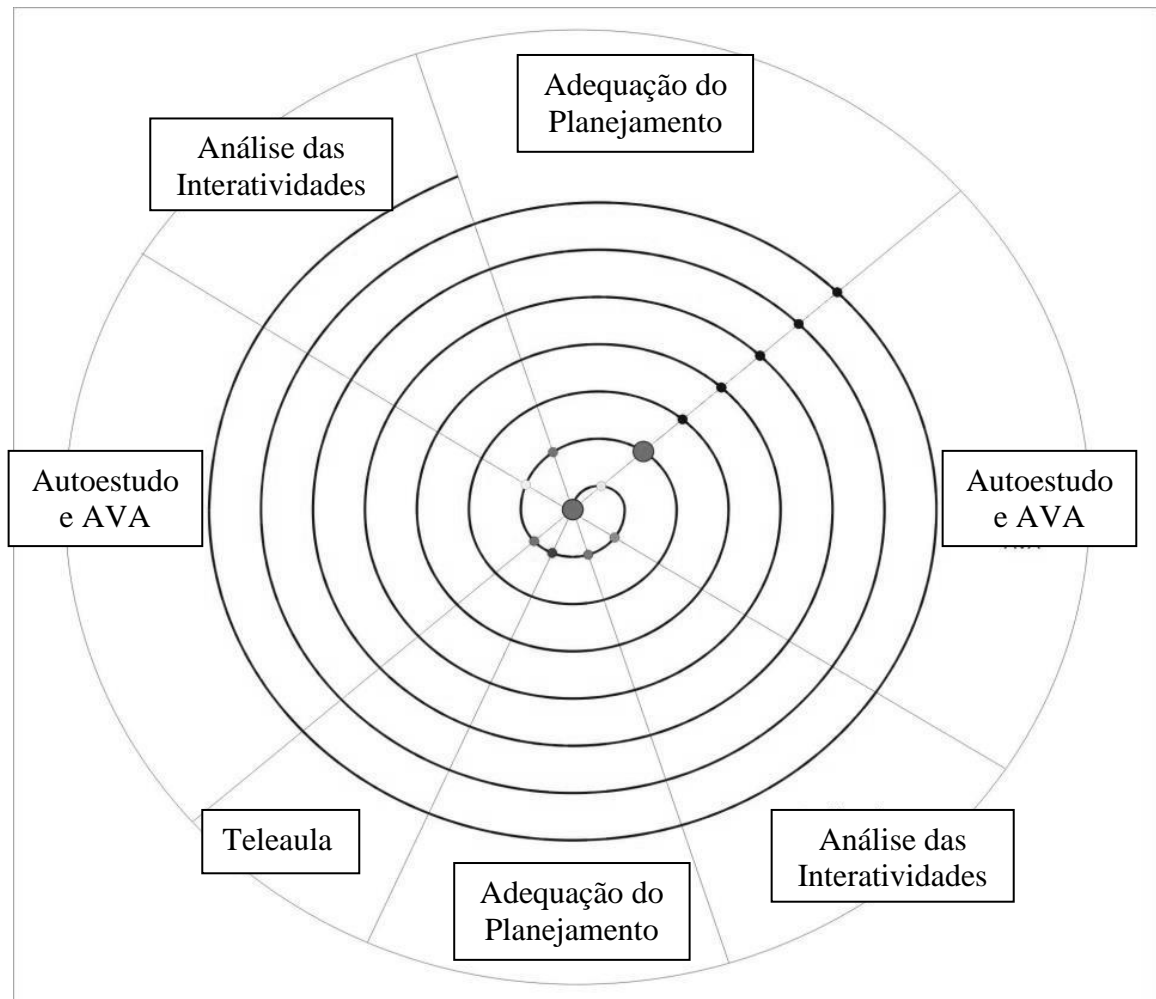 Adequação do
Planejamento
Análise das
Interatividades
Autoestudo
e AVA
Autoestudo
e AVA
Teleaula
Análise das
Interatividades
Adequação do
Planejamento